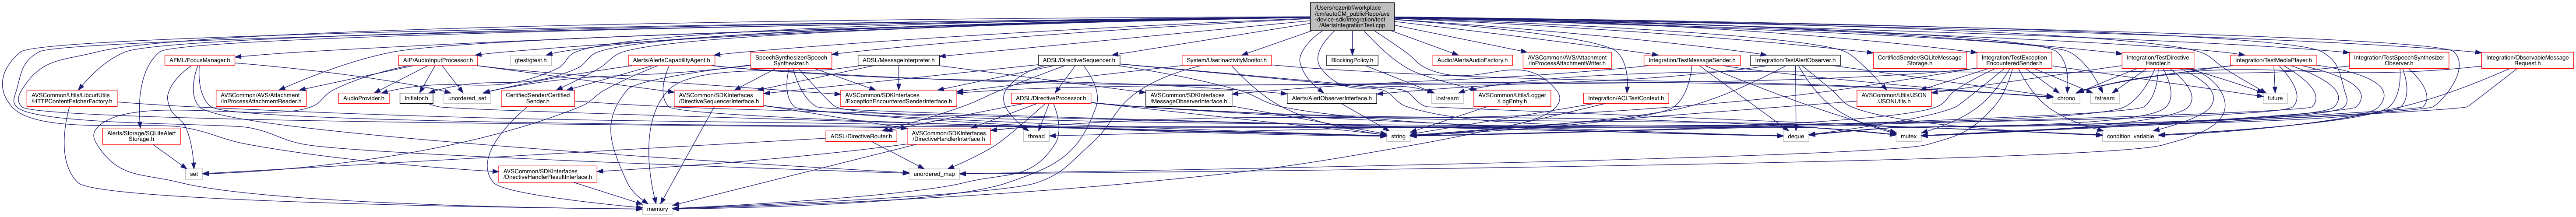 /Users/rozenbf/workplace
/cm/autoCM_publicRepo/avs
-device-sdk/Integration/test
/AlertsIntegrationTest.cpp
AFML/FocusManager.h
AIP/AudioInputProcessor.h
gtest/gtest.h
Alerts/AlertsCapabilityAgent.h
SpeechSynthesizer/Speech
Synthesizer.h
ADSL/MessageInterpreter.h
ADSL/DirectiveSequencer.h
System/UserInactivityMonitor.h
BlockingPolicy.h
Audio/AlertsAudioFactory.h
AVSCommon/AVS/Attachment
/InProcessAttachmentWriter.h
Integration/TestMessageSender.h
Integration/TestAlertObserver.h
CertifiedSender/SQLiteMessage
Storage.h
Integration/TestException
EncounteredSender.h
Integration/TestDirective
Handler.h
Integration/TestMediaPlayer.h
Integration/TestSpeechSynthesizer
Observer.h
Integration/ObservableMessage
Request.h
AVSCommon/Utils/LibcurlUtils
/HTTPContentFetcherFactory.h
AVSCommon/AVS/Attachment
/InProcessAttachmentReader.h
AudioProvider.h
Initiator.h
unordered_set
CertifiedSender/Certified
Sender.h
AVSCommon/SDKInterfaces
/DirectiveSequencerInterface.h
AVSCommon/SDKInterfaces
/ExceptionEncounteredSenderInterface.h
ADSL/DirectiveProcessor.h
AVSCommon/SDKInterfaces
/MessageObserverInterface.h
Alerts/AlertObserverInterface.h
iostream
AVSCommon/Utils/Logger
/LogEntry.h
Integration/ACLTestContext.h
AVSCommon/Utils/JSON
/JSONUtils.h
chrono
fstream
future
Alerts/Storage/SQLiteAlert
Storage.h
ADSL/DirectiveRouter.h
AVSCommon/SDKInterfaces
/DirectiveHandlerInterface.h
thread
string
deque
mutex
condition_variable
set
AVSCommon/SDKInterfaces
/DirectiveHandlerResultInterface.h
unordered_map
memory